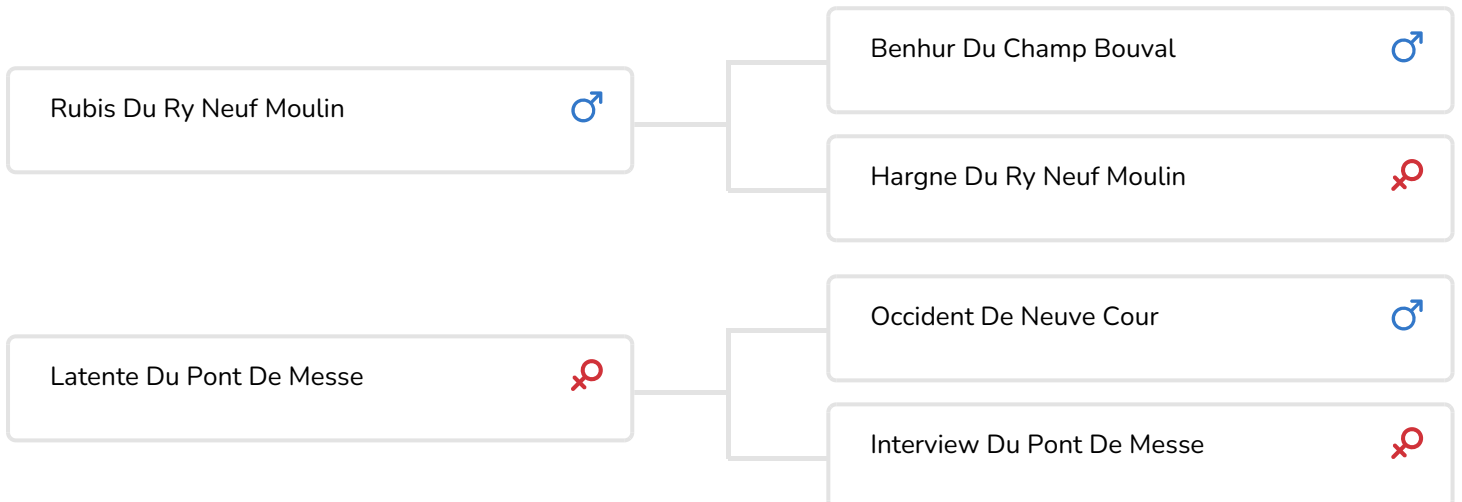 Benhur Du Champ Bouval
Rubis Du Ry Neuf Moulin
Hargne Du Ry Neuf Moulin
Occident De Neuve Cour
Latente Du Pont De Messe
Interview Du Pont De Messe